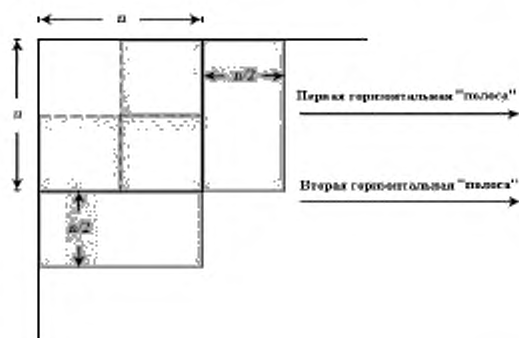 n
n
n/2
Первая горизонтальная "полоса"
Вторая горизонтальная "полоса"
n/2